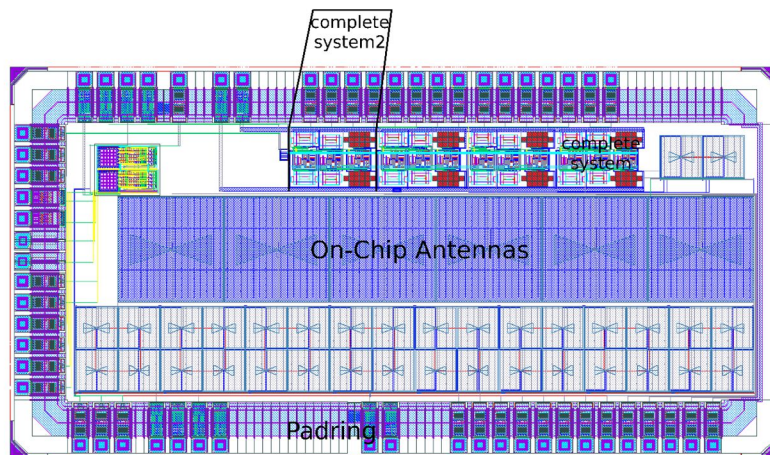 complete
system2
complete
system
On-Chip Antennas
Padring